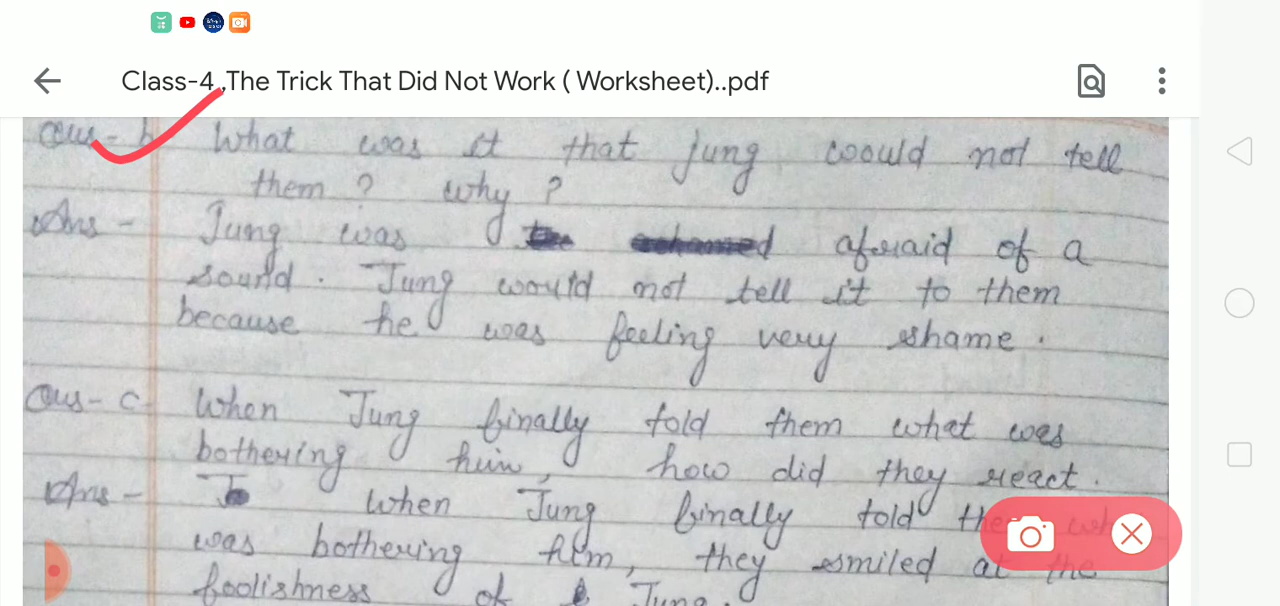 Class-4 ,The Trick That Did Not Work ( Worksheet)..pdf
Ques- b What was it that Jung would not tell
them ? why ?
Ans - Jung was afraid of a
sound . Jung would not tell it to them
because he was feeling very shame .
Ques- c When Jung finally told them what was
bothering him, how did they react .
Ans - When Jung finally told
was bothering him, they smiled at the
foolishness of Jung.